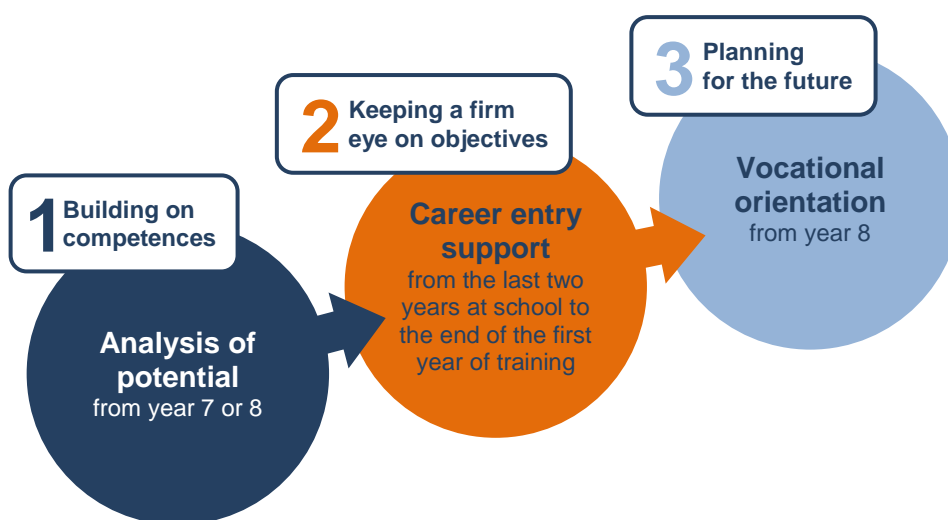 1 Building on
competences
Analysis of
potential
from year 7 or 8
2 Keeping a firm
eye on objectives
Career entry
support
from the last two
years at school to
the end of the first
year of training
3 Planning
for the future
Vocational
orientation
from year 8